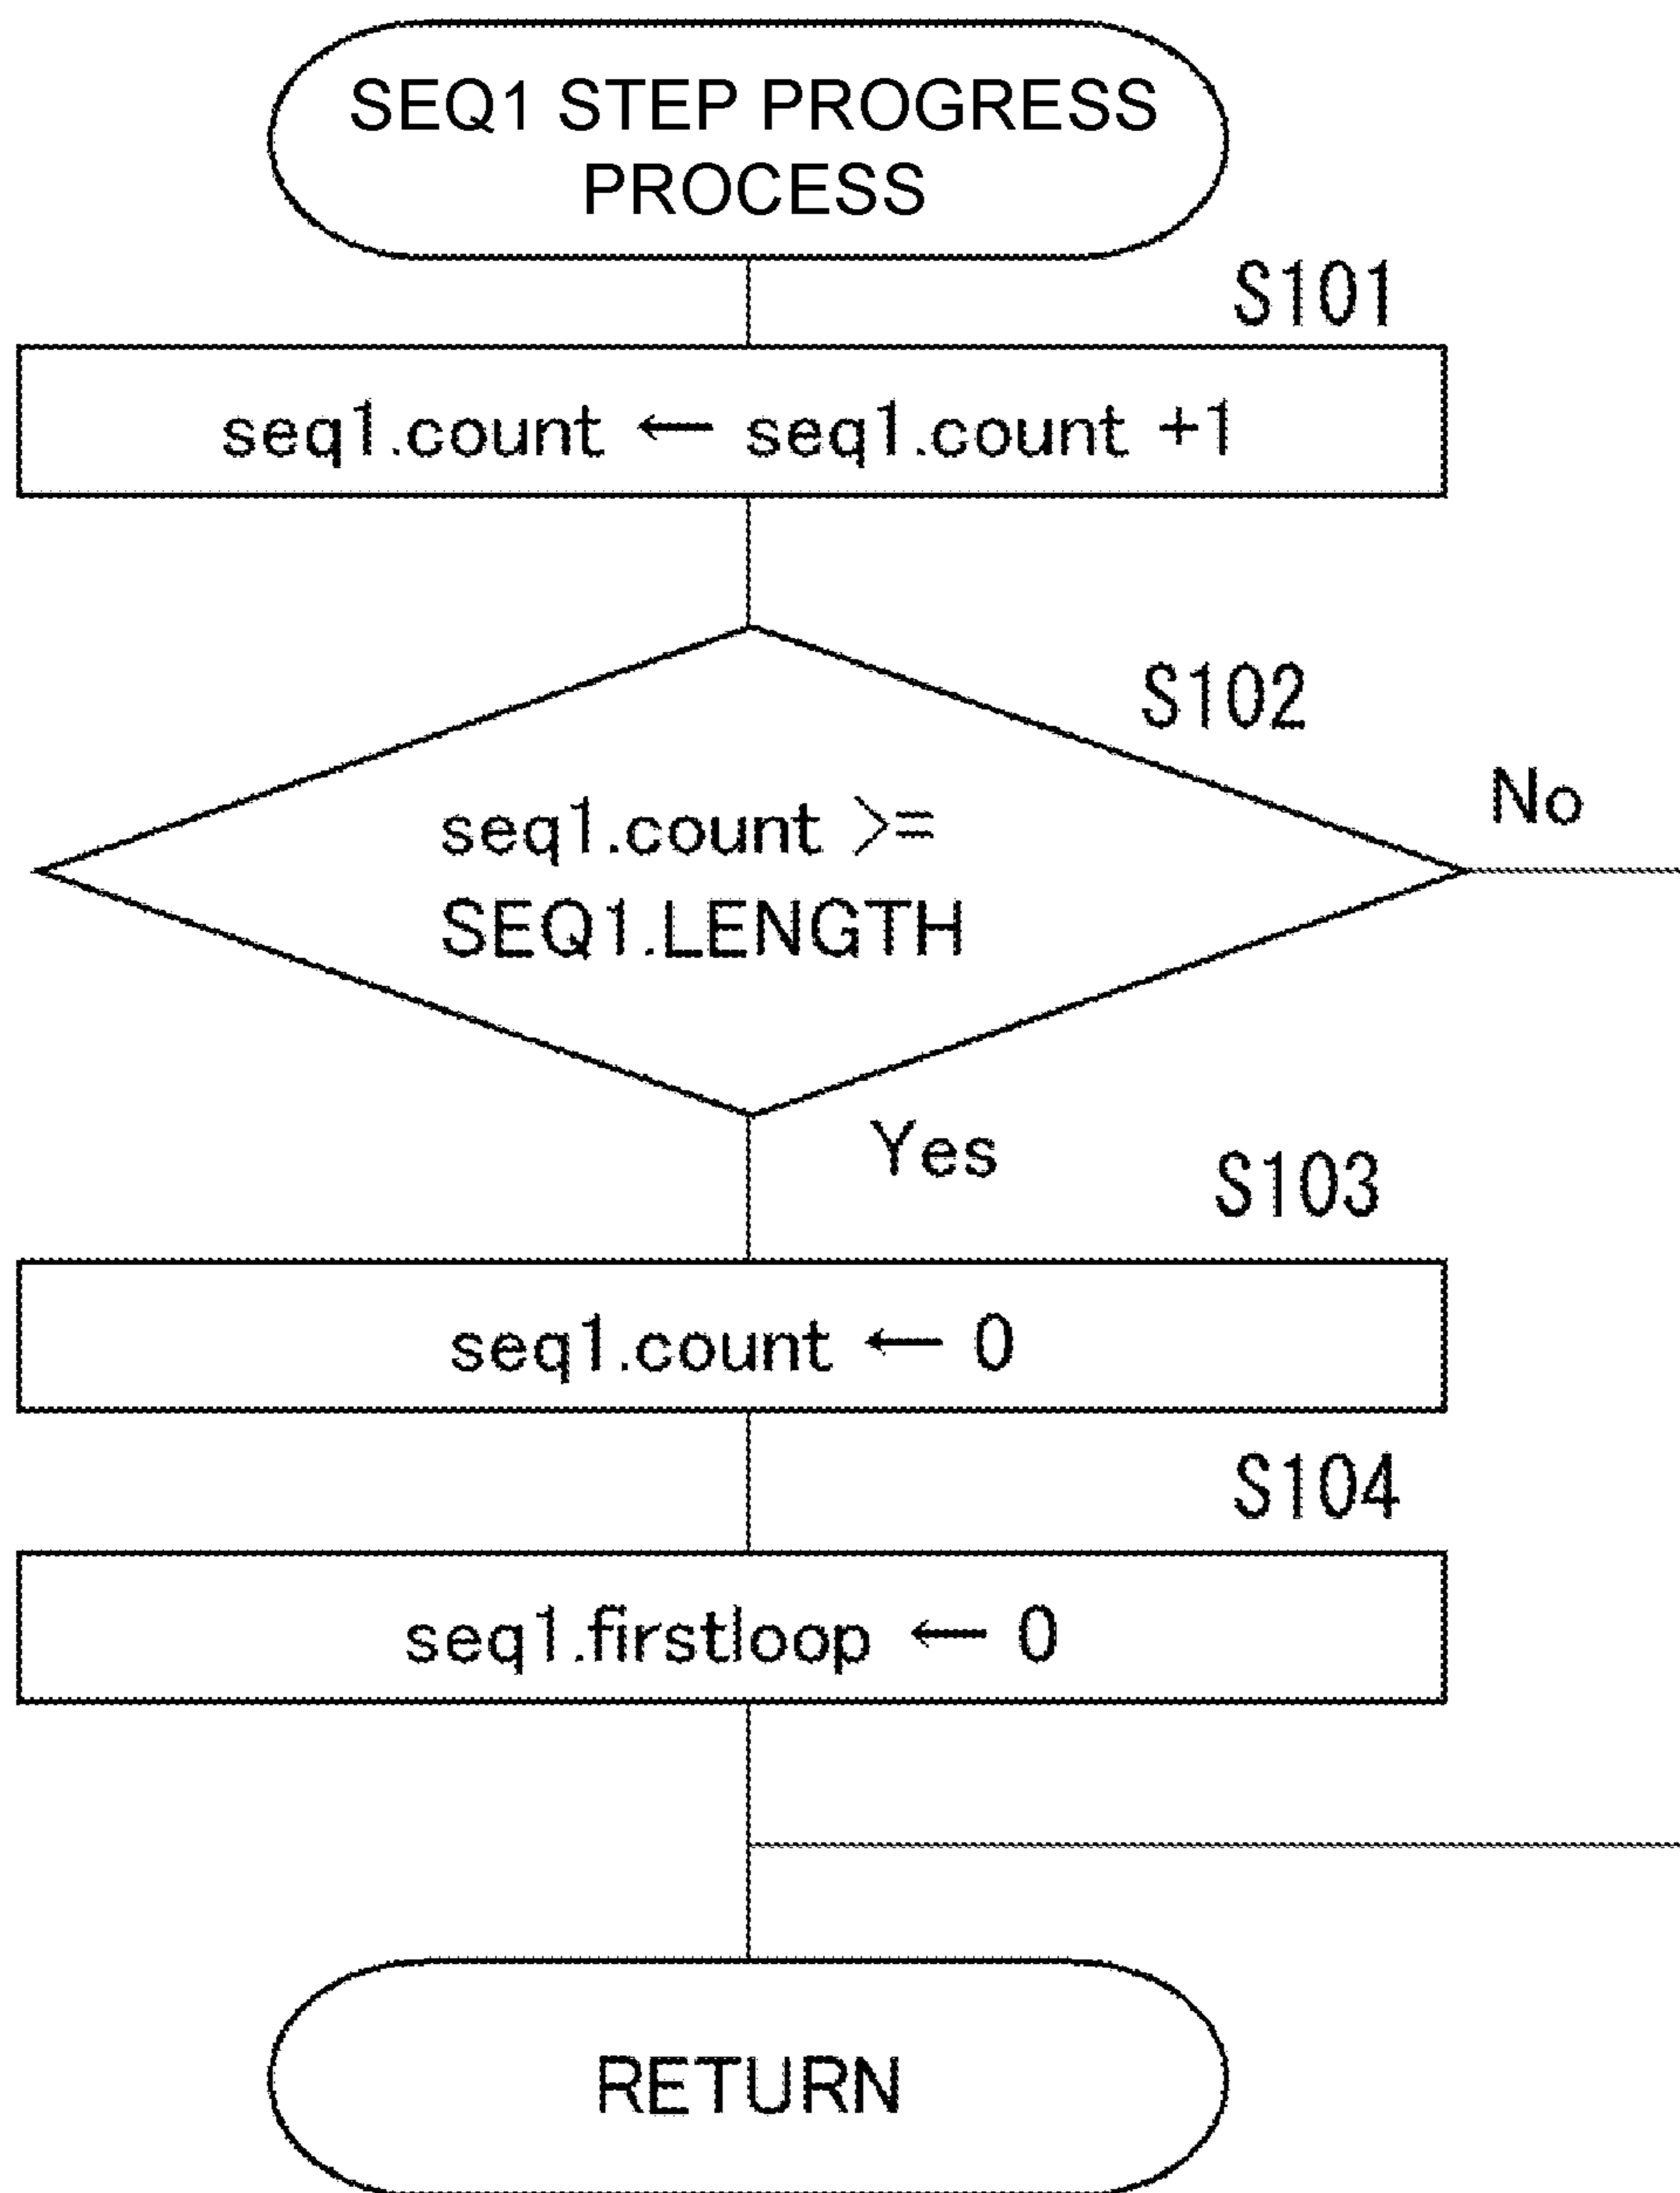 SEQ1 STEP PROGRESS
PROCESS
S101
seq1.count ← seq1.count +1
S102
No
seq1.count >=
SEQ1.LENGTH
Yes
S103
seq1.count ← 0
S104
seq1.firstloop ← 0
RETURN